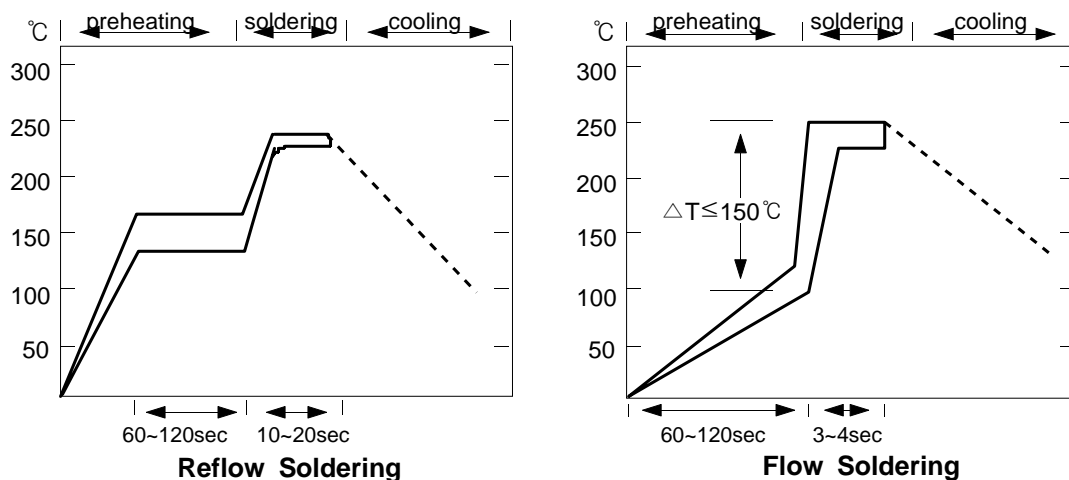 ℃ preheating soldering cooling
300
250
200
150
100
50
60~120sec 10~20sec
Reflow Soldering
℃ preheating soldering cooling
300
250
200
150
100
50
△T≤150℃
60~120sec 3~4sec
Flow Soldering